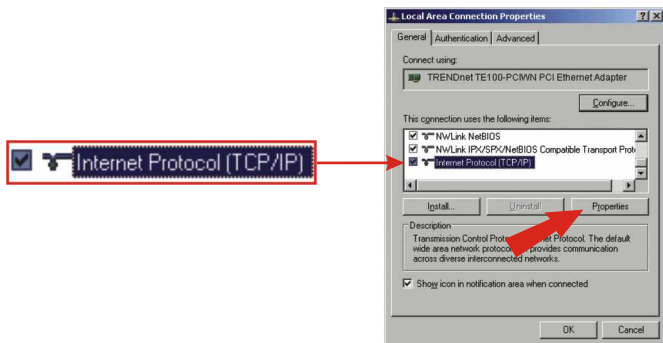 Internet Protocol (TCP/IP)
Local Area Connection Properties
General Authentication Advanced
Connect using:
TRENDnet TE100-PCIWN PCI Ethernet Adapter
Configure...
This connection uses the following items:
NWLink NetBIOS
NWLink IPX/SPX/NetBIOS Compatible Transport Prot
Internet Protocol (TCP/IP)
Install... Uninstall Properties
Description
Transmission Control Internet Protocol. The default
wide area network provides communication
across diverse interconnected networks.
Show icon in notification area when connected
OK Cancel